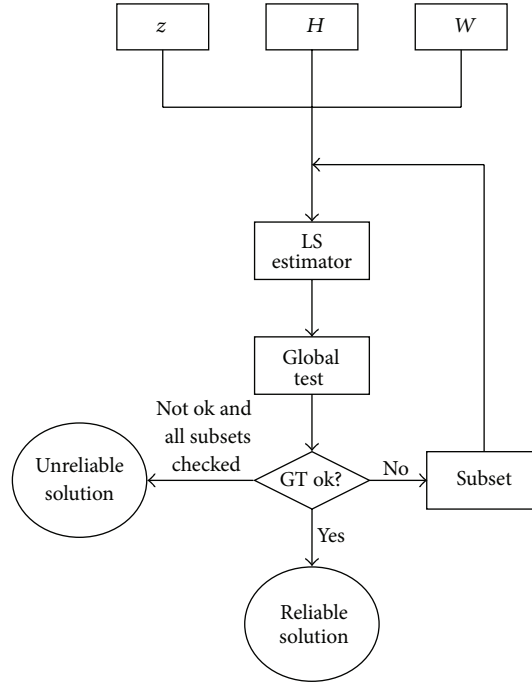 z
H
W
LS
estimator
Global
test
Not ok and
all subsets
checked
Unreliable
solution
GT ok?
No
Subset
Yes
Reliable
solution